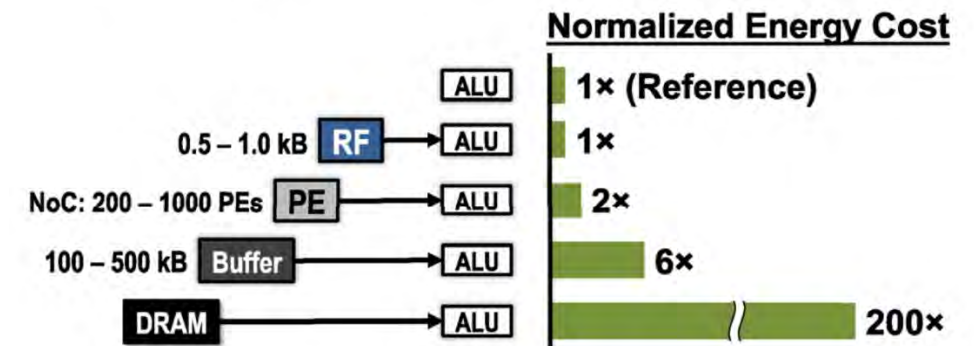 Normalized Energy Cost
ALU 1× (Reference)
0.5 – 1.0 kB RF ALU 1×
NoC: 200 – 1000 PEs PE ALU 2×
100 – 500 kB Buffer ALU 6×
DRAM ALU 200×